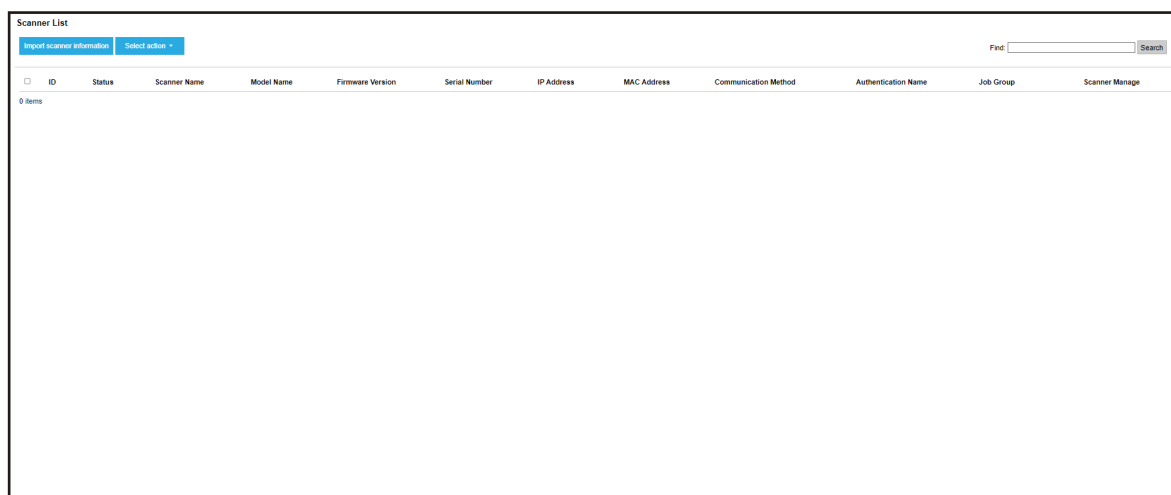 Scanner List
Import scanner information Select action
Find: Search
ID Status Scanner Name Model Name Firmware Version Serial Number IP Address MAC Address Communication Method Authentication Name Job Group Scanner Manage
0 items